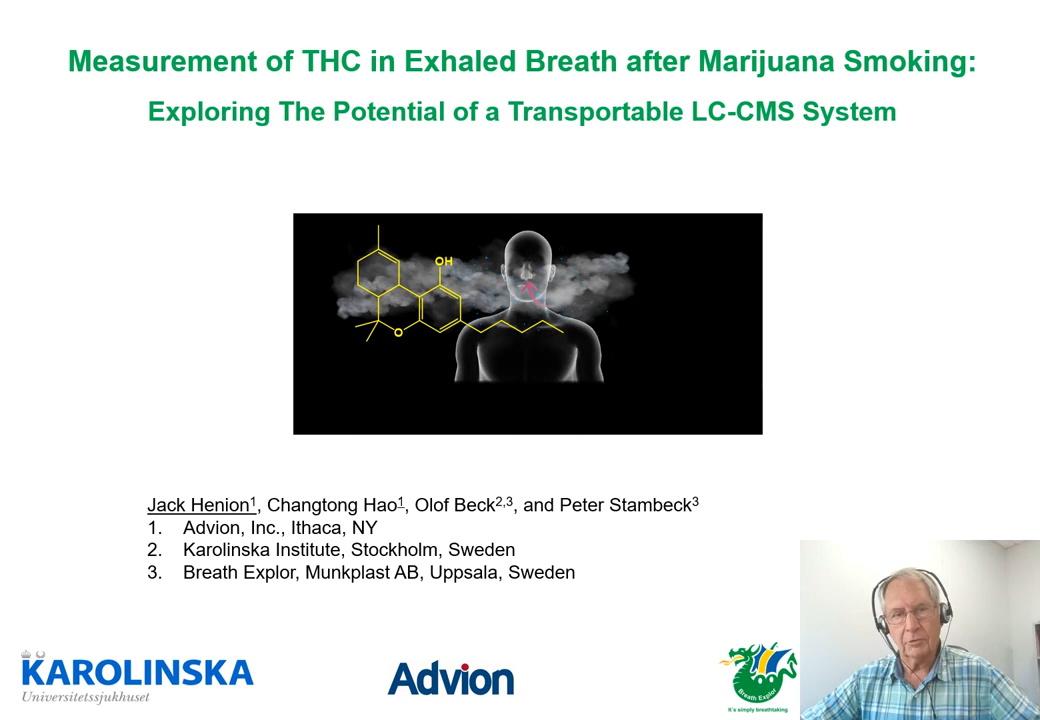 Measurement of THC in Exhaled Breath after Marijuana Smoking:
Exploring The Potential of a Transportable LC-CMS System
OH
O
Jack Henion¹, Changtong Hao¹, Olof Beck²,³, and Peter Stambeck³
1. Advion, Inc., Ithaca, NY
2. Karolinska Institute, Stockholm, Sweden
3. Breath Explor, Munkplast AB, Uppsala, Sweden
KAROLINSKA
Universitetssjukhuset
Advion
Breath Explor
It's simply breathtaking